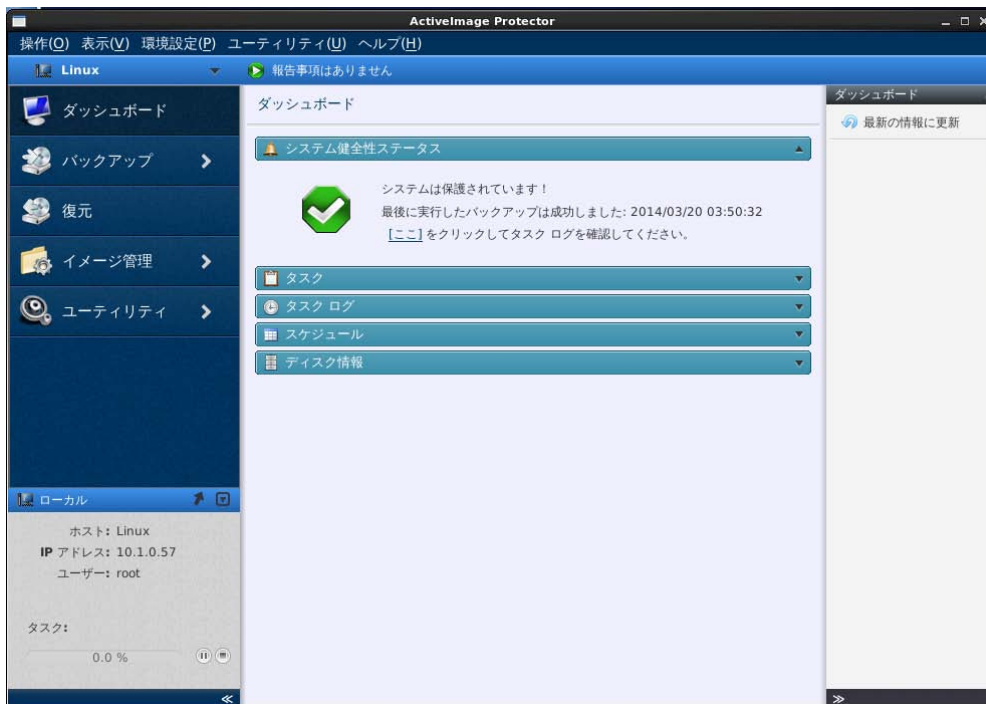 ActiveImage Protector
操作(O) 表示(V) 環境設定(P) ユーティリティ(U) ヘルプ(H)
Linux
報告事項はありません
ダッシュボード
バックアップ
復元
イメージ管理
ユーティリティ
ローカル
ホスト: Linux
IP アドレス: 10.1.0.57
ユーザー: root
タスク:
0.0 %
ダッシュボード
システム健全性ステータス
システムは保護されています！
最後に実行したバックアップは成功しました: 2014/03/20 03:50:32
[ここ] をクリックしてタスク ログを確認してください。
タスク
タスク ログ
スケジュール
ディスク情報
ダッシュボード
最新の情報に更新